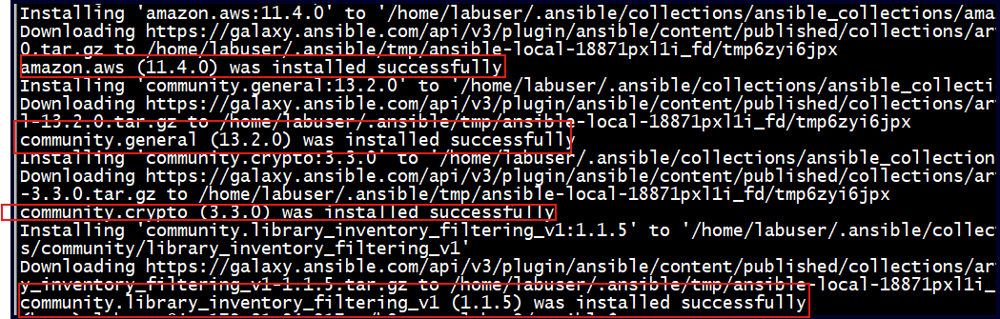 Installing 'amazon.aws:11.4.0' to '/home/labuser/.ansible/collections/ansible_collections/ama
Downloading https://galaxy.ansible.com/api/v3/plugin/ansible/content/published/collections/ar
0.tar.gz to /home/labuser/.ansible/tmp/ansible-local-18871pxl1i_fd/tmp6zyi6jpx
amazon.aws (11.4.0) was installed successfully
Installing 'community.general:13.2.0' to '/home/labuser/.ansible/collections/ansible_collecti
Downloading https://galaxy.ansible.com/api/v3/plugin/ansible/content/published/collections/ar
l-13.2.0.tar.gz to /home/labuser/.ansible/tmp/ansible-local-18871pxl1i_fd/tmp6zyi6jpx
community.general (13.2.0) was installed successfully
Installing 'community.crypto:3.3.0' to '/home/labuser/.ansible/collections/ansible_collection
Downloading https://galaxy.ansible.com/api/v3/plugin/ansible/content/published/collections/ar
-3.3.0.tar.gz to /home/labuser/.ansible/tmp/ansible-local-18871pxl1i_fd/tmp6zyi6jpx
community.crypto (3.3.0) was installed successfully
Installing 'community.library_inventory_filtering_v1:1.1.5' to '/home/labuser/.ansible/collec
s/community/library_inventory_filtering_v1'
Downloading https://galaxy.ansible.com/api/v3/plugin/ansible/content/published/collections/ar
y_inventory_filtering_v1-1.1.5.tar.gz to /home/labuser/.ansible/tmp/ansible-local-18871pxl1i_fd
community.library_inventory_filtering_v1 (1.1.5) was installed successfully